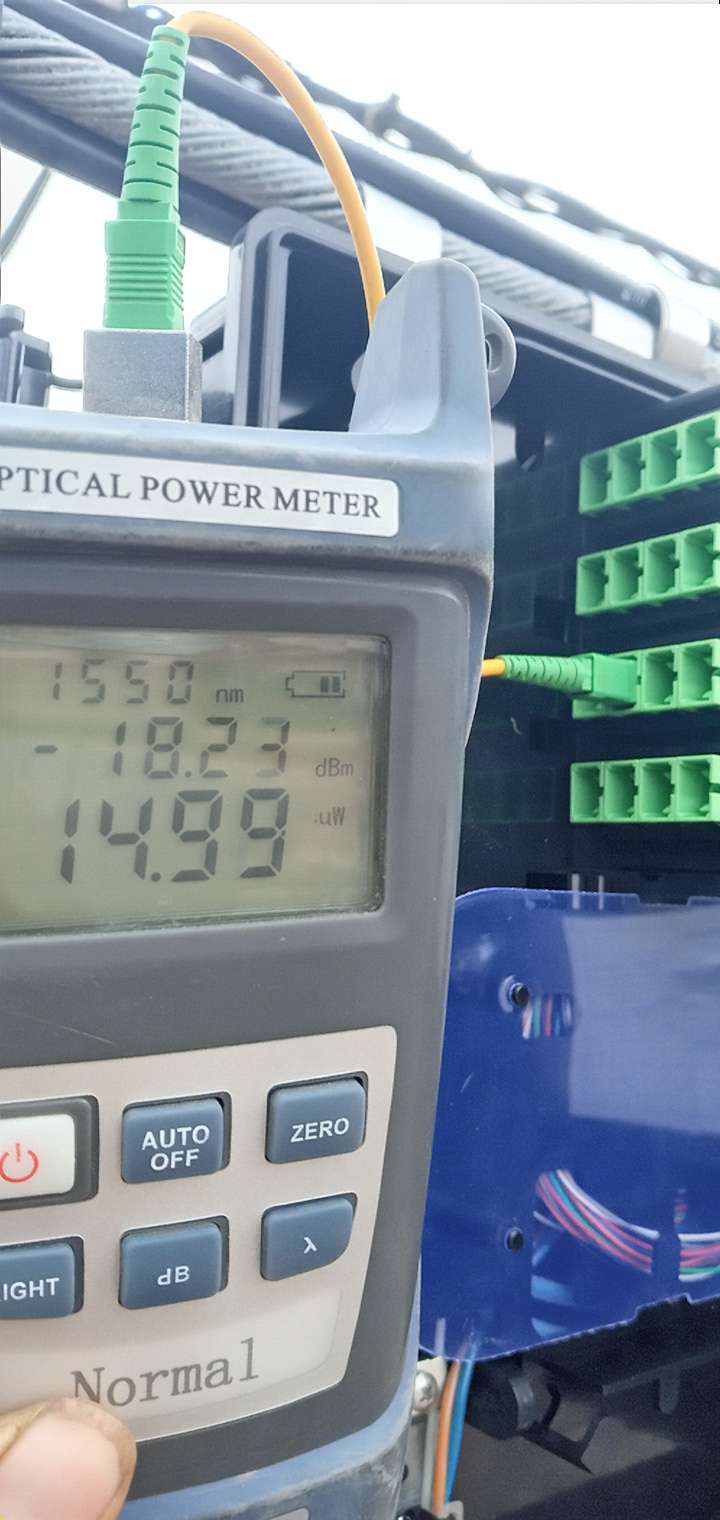 PTICAL POWER METER
1550 nm
-18.23 dBm
14.99 uW
AUTO
OFF
ZERO
IGHT
dB
λ
Normal